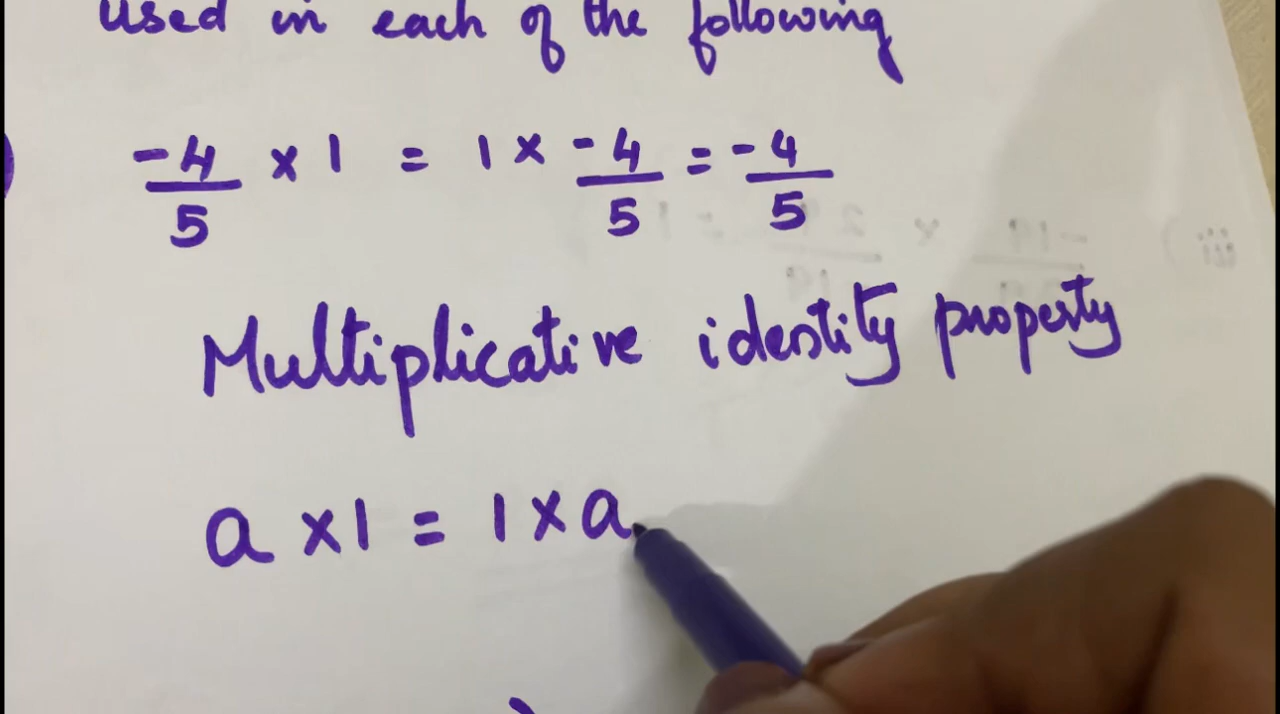 used in each of the following
-4/5 × 1 = 1 × -4/5 = -4/5
Multiplicative identity property
a × 1 = 1 × a